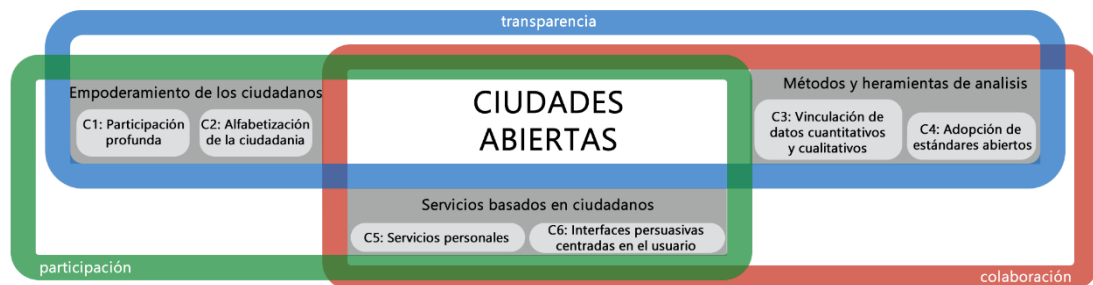 transparencia
Empoderamiento de los ciudadanos
C1: Participación
profunda
C2: Alfabetización
de la ciudadania
CIUDADES
ABIERTAS
Métodos y heramientas de analisis
C3: Vinculación de
datos cuantitativos
y cualitativos
C4: Adopción de
estándares abiertos
Servicios basados en ciudadanos
C5: Servicios personales
C6: Interfaces persuasivas
centradas en el usuario
participación
colaboración